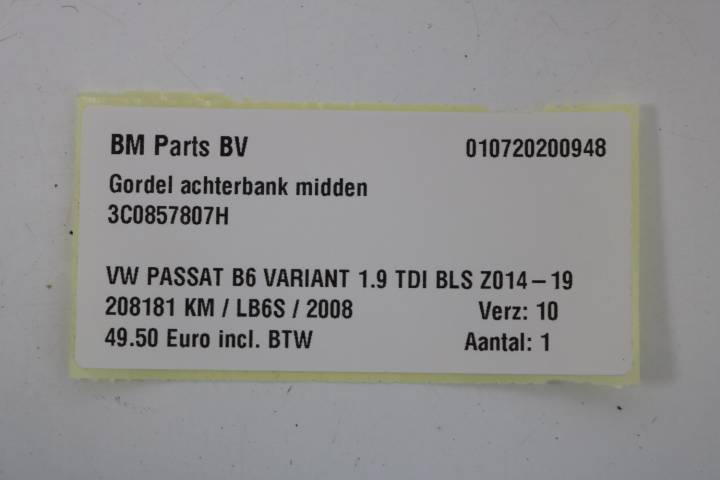 BM Parts BV 010720200948
Gordel achterbank midden
3C0857807H
VW PASSAT B6 VARIANT 1.9 TDI BLS Z014-19
208181 KM / LB6S / 2008 Verz: 10
49.50 Euro incl. BTW Aantal: 1